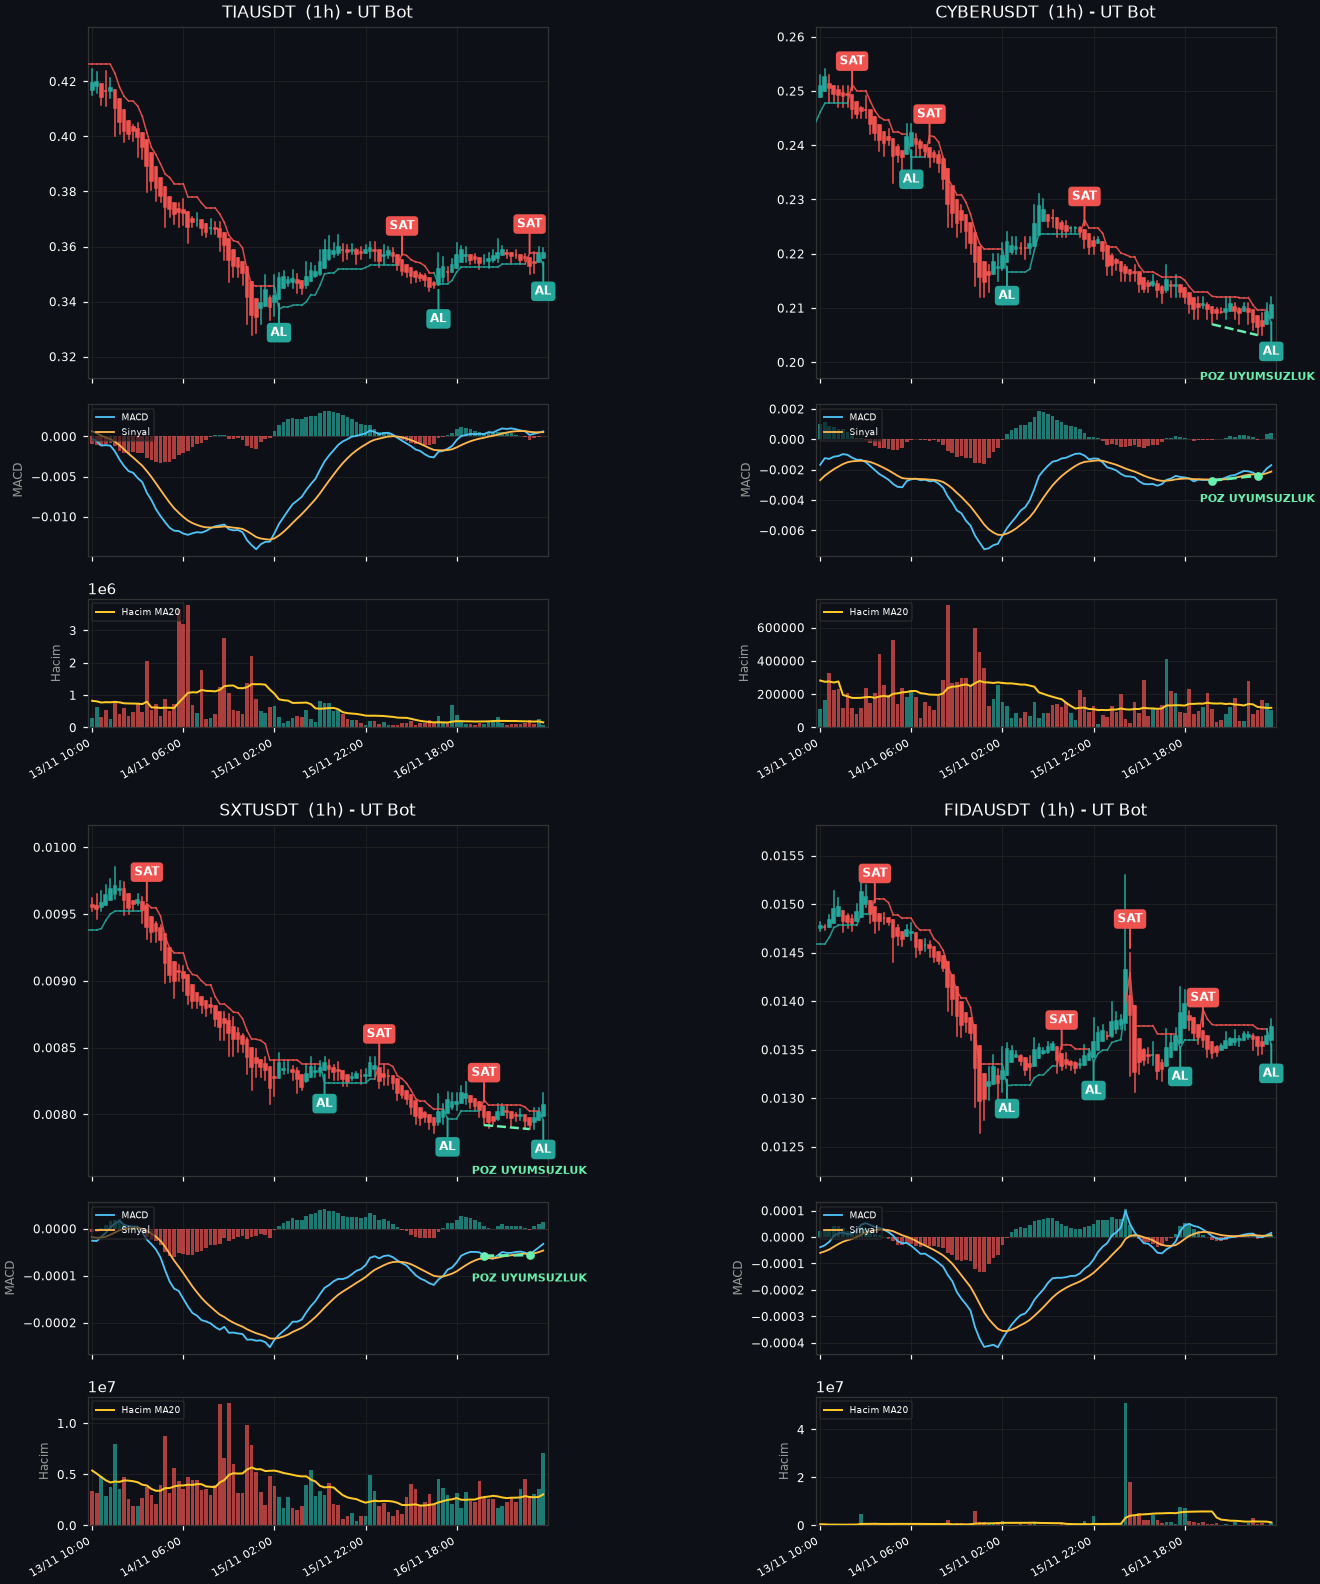 TIAUSDT  (1h) - UT Bot
0.42
0.40
0.38
0.36
0.34
0.32
SAT
SAT
AL
AL
AL
MACD
Sinyal
0.000
−0.005
−0.010
MACD
1e6
Hacim MA20
3
2
1
0
Hacim
13/11 10:00
14/11 06:00
15/11 02:00
15/11 22:00
16/11 18:00
CYBERUSDT  (1h) - UT Bot
0.26
0.25
0.24
0.23
0.22
0.21
0.20
SAT
SAT
AL
SAT
AL
AL
POZ UYUMSUZLUK
MACD
Sinyal
0.002
0.000
−0.002
−0.004
−0.006
MACD
POZ UYUMSUZLUK
Hacim MA20
600000
400000
200000
0
Hacim
13/11 10:00
14/11 06:00
15/11 02:00
15/11 22:00
16/11 18:00
SXTUSDT  (1h) - UT Bot
0.0100
0.0095
0.0090
0.0085
0.0080
SAT
SAT
SAT
AL
AL
AL
POZ UYUMSUZLUK
MACD
Sinyal
0.0000
−0.0001
−0.0002
MACD
POZ UYUMSUZLUK
1e7
Hacim MA20
1.0
0.5
0.0
Hacim
13/11 10:00
14/11 06:00
15/11 02:00
15/11 22:00
16/11 18:00
FIDAUSDT  (1h) - UT Bot
0.0155
0.0150
0.0145
0.0140
0.0135
0.0130
0.0125
SAT
SAT
SAT
SAT
AL
AL
AL
AL
MACD
Sinyal
0.0001
0.0000
−0.0001
−0.0002
−0.0003
−0.0004
MACD
1e7
Hacim MA20
4
2
0
Hacim
13/11 10:00
14/11 06:00
15/11 02:00
15/11 22:00
16/11 18:00